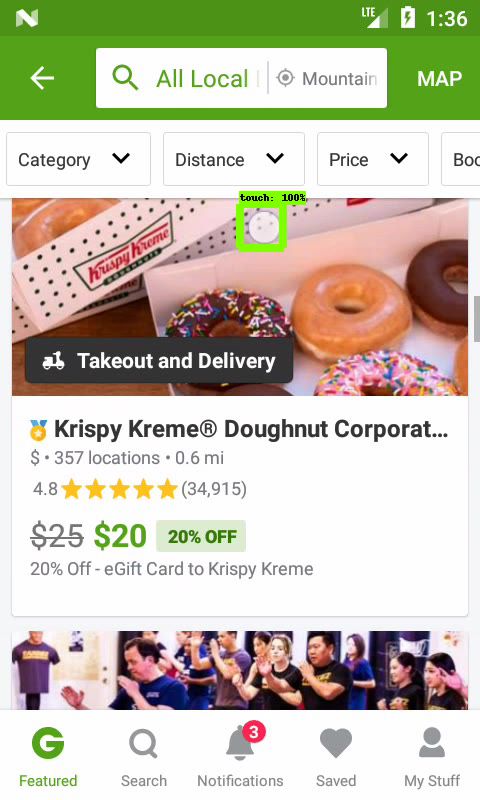 LTE 1:36
All Local Mountain MAP
Category Distance Price Boo
touch: 100%
Krispy Kreme
DOUGHNUTS
Takeout and Delivery
🏅 Krispy Kreme® Doughnut Corporat...
$ • 357 locations • 0.6 mi
4.8 (34,915)
$25 $20 20% OFF
20% Off - eGift Card to Krispy Kreme
3
Featured Search Notifications Saved My Stuff